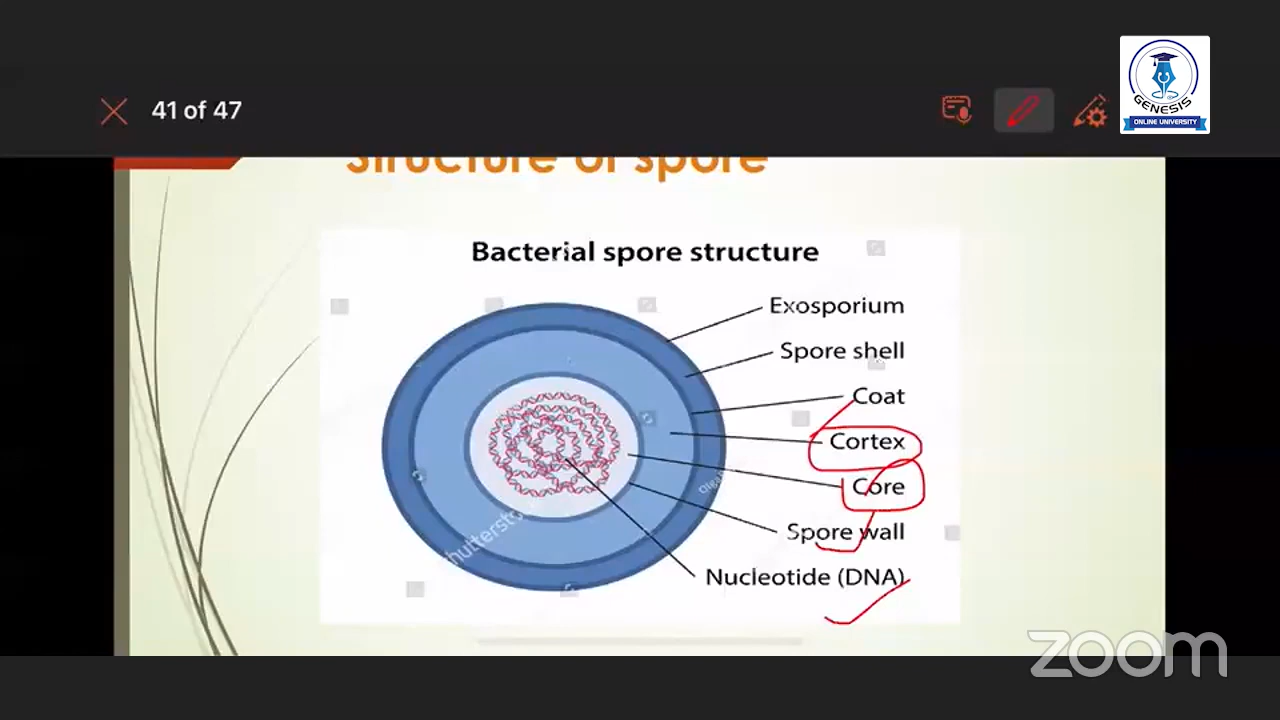 GENESIS
ONLINE UNIVERSITY
41 of 47
Structure of spore
Bacterial spore structure
Exosporium
Spore shell
Coat
Cortex
Core
Spore wall
Nucleotide (DNA)
zoom